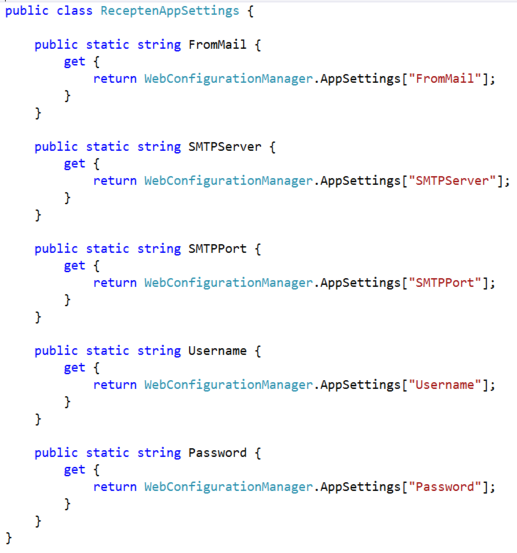 public class ReceptenAppSettings {
public static string FromMail {
get {
return WebConfigurationManager.AppSettings["FromMail"];
}
}
public static string SMTPServer {
get {
return WebConfigurationManager.AppSettings["SMTPServer"];
}
}
public static string SMTPPort {
get {
return WebConfigurationManager.AppSettings["SMTPPort"];
}
}
public static string Username {
get {
return WebConfigurationManager.AppSettings["Username"];
}
}
public static string Password {
get {
return WebConfigurationManager.AppSettings["Password"];
}
}
}